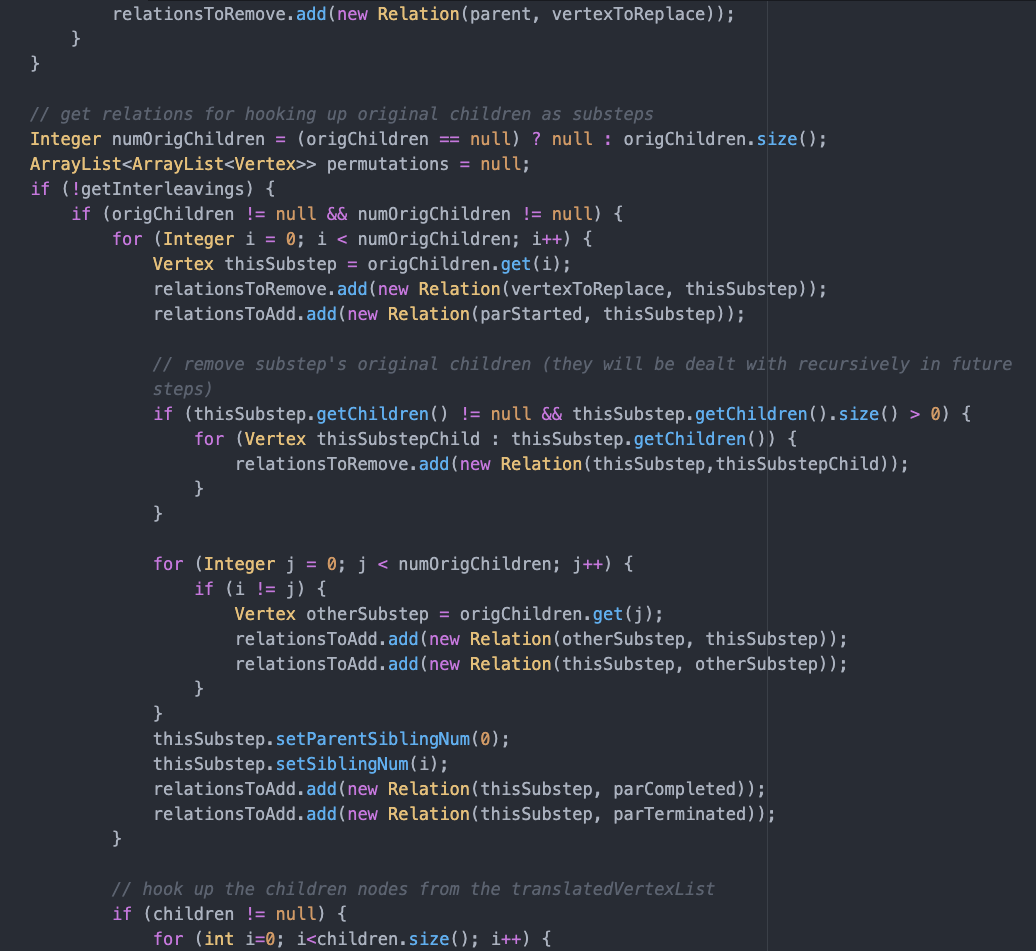 relationsToRemove.add(new Relation(parent, vertexToReplace));
}
}
// get relations for hooking up original children as substeps
Integer numOrigChildren = (origChildren == null) ? null : origChildren.size();
ArrayList<ArrayList<Vertex>> permutations = null;
if (!getInterleavings) {
if (origChildren != null && numOrigChildren != null) {
for (Integer i = 0; i < numOrigChildren; i++) {
Vertex thisSubstep = origChildren.get(i);
relationsToRemove.add(new Relation(vertexToReplace, thisSubstep));
relationsToAdd.add(new Relation(parStarted, thisSubstep));
// remove substep's original children (they will be dealt with recursively in future
steps)
if (thisSubstep.getChildren() != null && thisSubstep.getChildren().size() > 0) {
for (Vertex thisSubstepChild : thisSubstep.getChildren()) {
relationsToRemove.add(new Relation(thisSubstep,thisSubstepChild));
}
}
for (Integer j = 0; j < numOrigChildren; j++) {
if (i != j) {
Vertex otherSubstep = origChildren.get(j);
relationsToAdd.add(new Relation(otherSubstep, thisSubstep));
relationsToAdd.add(new Relation(thisSubstep, otherSubstep));
}
}
thisSubstep.setParentSiblingNum(0);
thisSubstep.setSiblingNum(i);
relationsToAdd.add(new Relation(thisSubstep, parCompleted));
relationsToAdd.add(new Relation(thisSubstep, parTerminated));
}
// hook up the children nodes from the translatedVertexList
if (children != null) {
for (int i=0; i<children.size(); i++) {